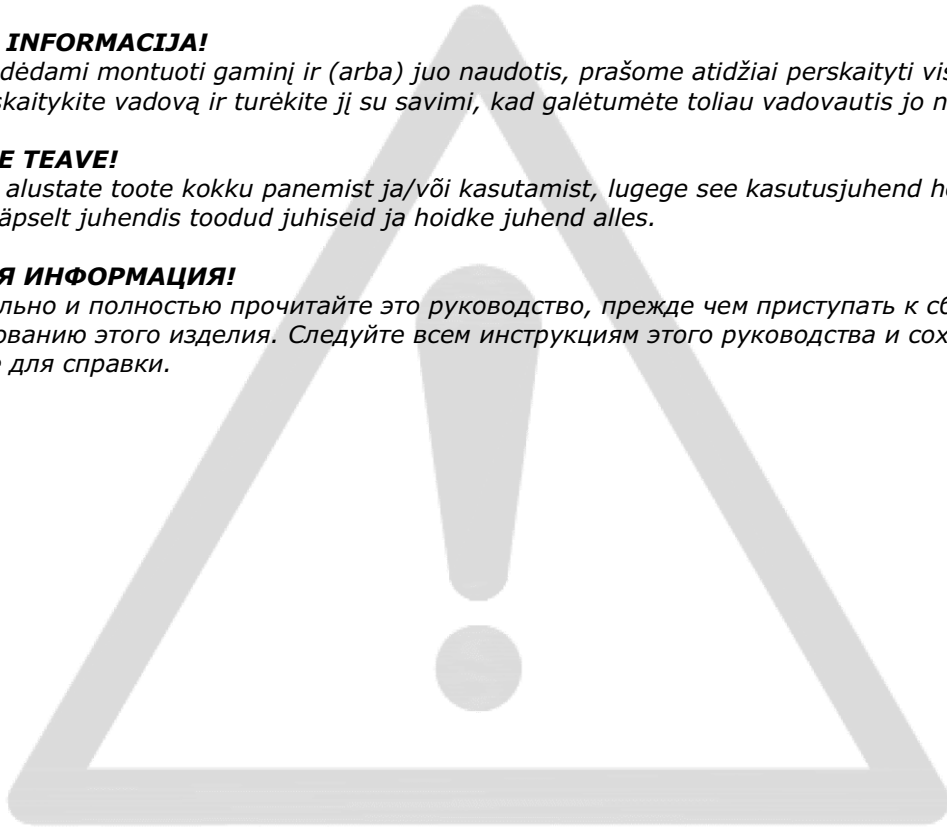 INFORMACIJA!
dėdami montuoti gaminį ir (arba) juo naudotis, prašome atidžiai perskaityti vis
skaitykite vadovą ir turėkite jį su savimi, kad galėtumėte toliau vadovautis jo n
E TEAVE!
alustate toote kokku panemist ja/või kasutamist, lugege see kasutusjuhend ho
äpselt juhendis toodud juhiseid ja hoidke juhend alles.
Я ИНФОРМАЦИЯ!
льно и полностью прочитайте это руководство, прежде чем приступать к сб
ованию этого изделия. Следуйте всем инструкциям этого руководства и сох
для справки.